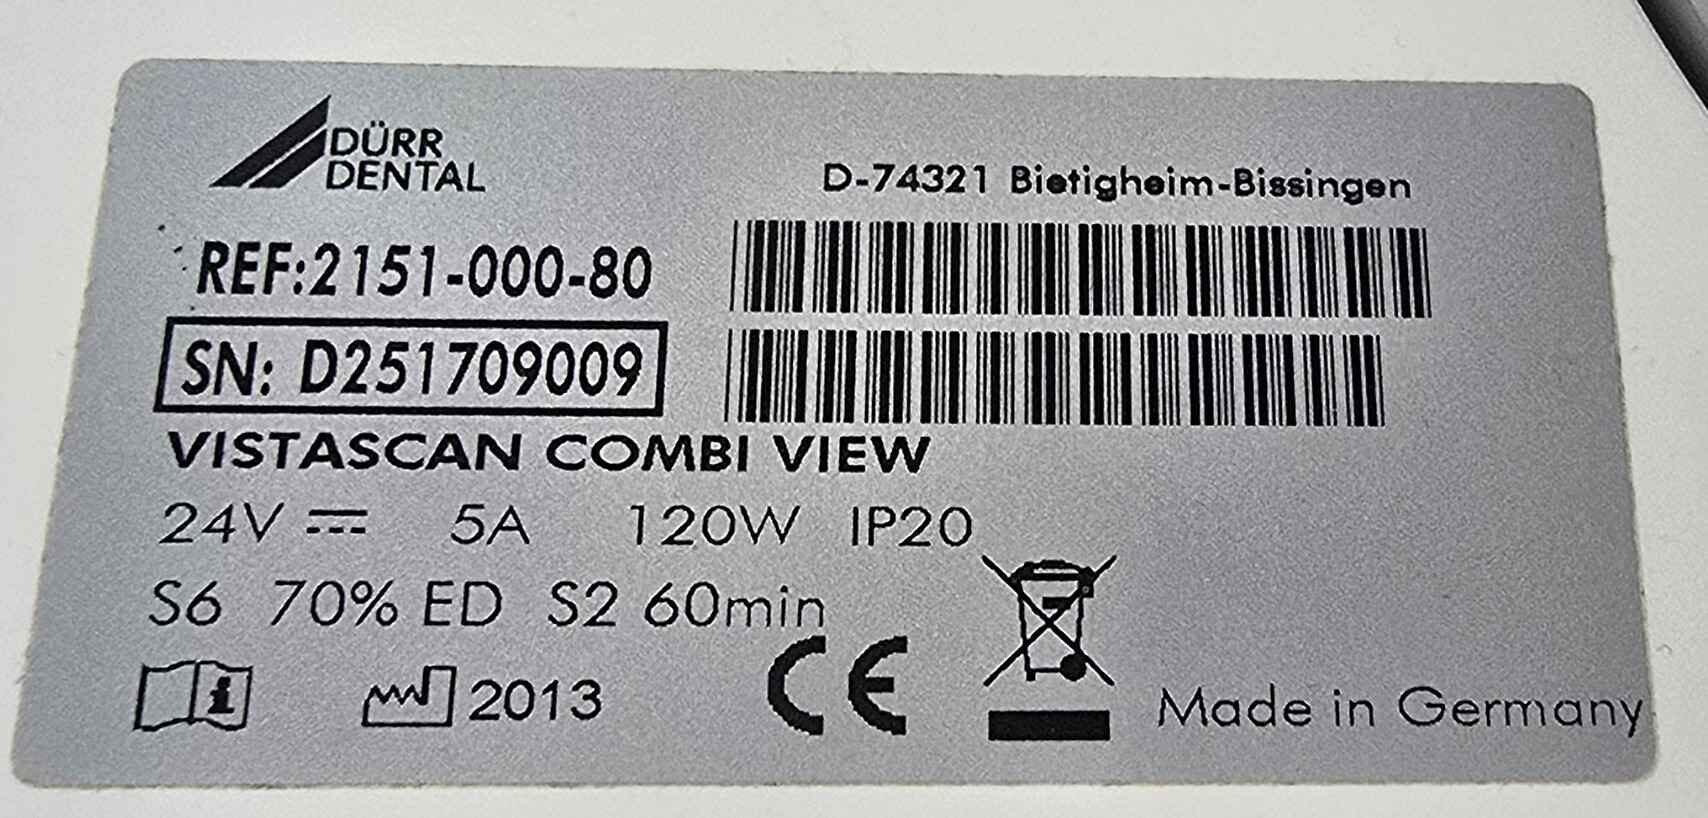 DÜRR
DENTAL
D-74321 Bietigheim-Bissingen
REF:2151-000-80
SN: D251709009
VISTASCAN COMBI VIEW
24V ⎓ 5A 120W IP20
S6 70% ED S2 60min
i 2013 CE Made in Germany